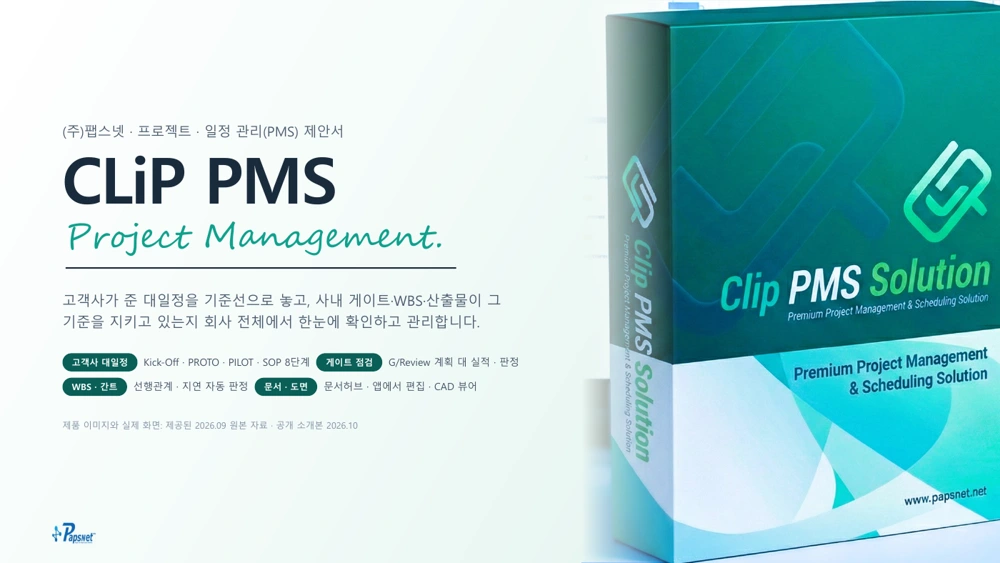 (주)팹스넷 · 프로젝트 · 일정 관리(PMS) 제안서
CLiP PMS
Project Management.
고객사가 준 대일정을 기준선으로 놓고, 사내 게이트·WBS·산출물이 그
기준을 지키고 있는지 회사 전체에서 한눈에 확인하고 관리합니다.
고객사 대일정 Kick-Off · PROTO · PILOT · SOP 8단계 게이트 점검 G/Review 계획 대 실적 · 판정
WBS · 간트 선행관계 · 지연 자동 판정 문서 · 도면 문서허브 · 앱에서 편집 · CAD 뷰어
제품 이미지와 실제 화면: 제공된 2026.09 원본 자료 · 공개 소개본 2026.10
Papsnet
Clip PMS Solution
Premium Project Management & Scheduling Solution
Clip PMS Solution
Premium Project Management & Scheduling Solution
Premium Project Management
& Scheduling Solution
www.papsnet.net